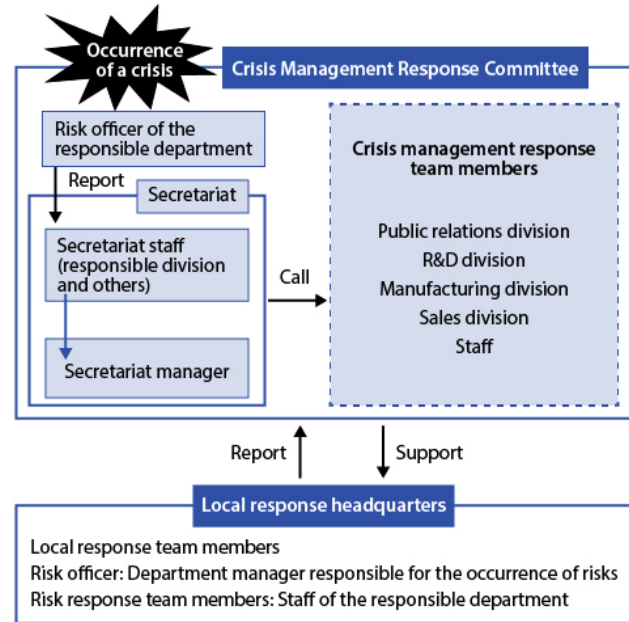 Occurrence
of a crisis
Crisis Management Response Committee
Risk officer of the
responsible department
Report
Secretariat
Secretariat staff
(responsible division
and others)
Secretariat manager
Call
Crisis management response
team members
Public relations division
R&D division
Manufacturing division
Sales division
Staff
Report
Support
Local response headquarters
Local response team members
Risk officer: Department manager responsible for the occurrence of risks
Risk response team members: Staff of the responsible department